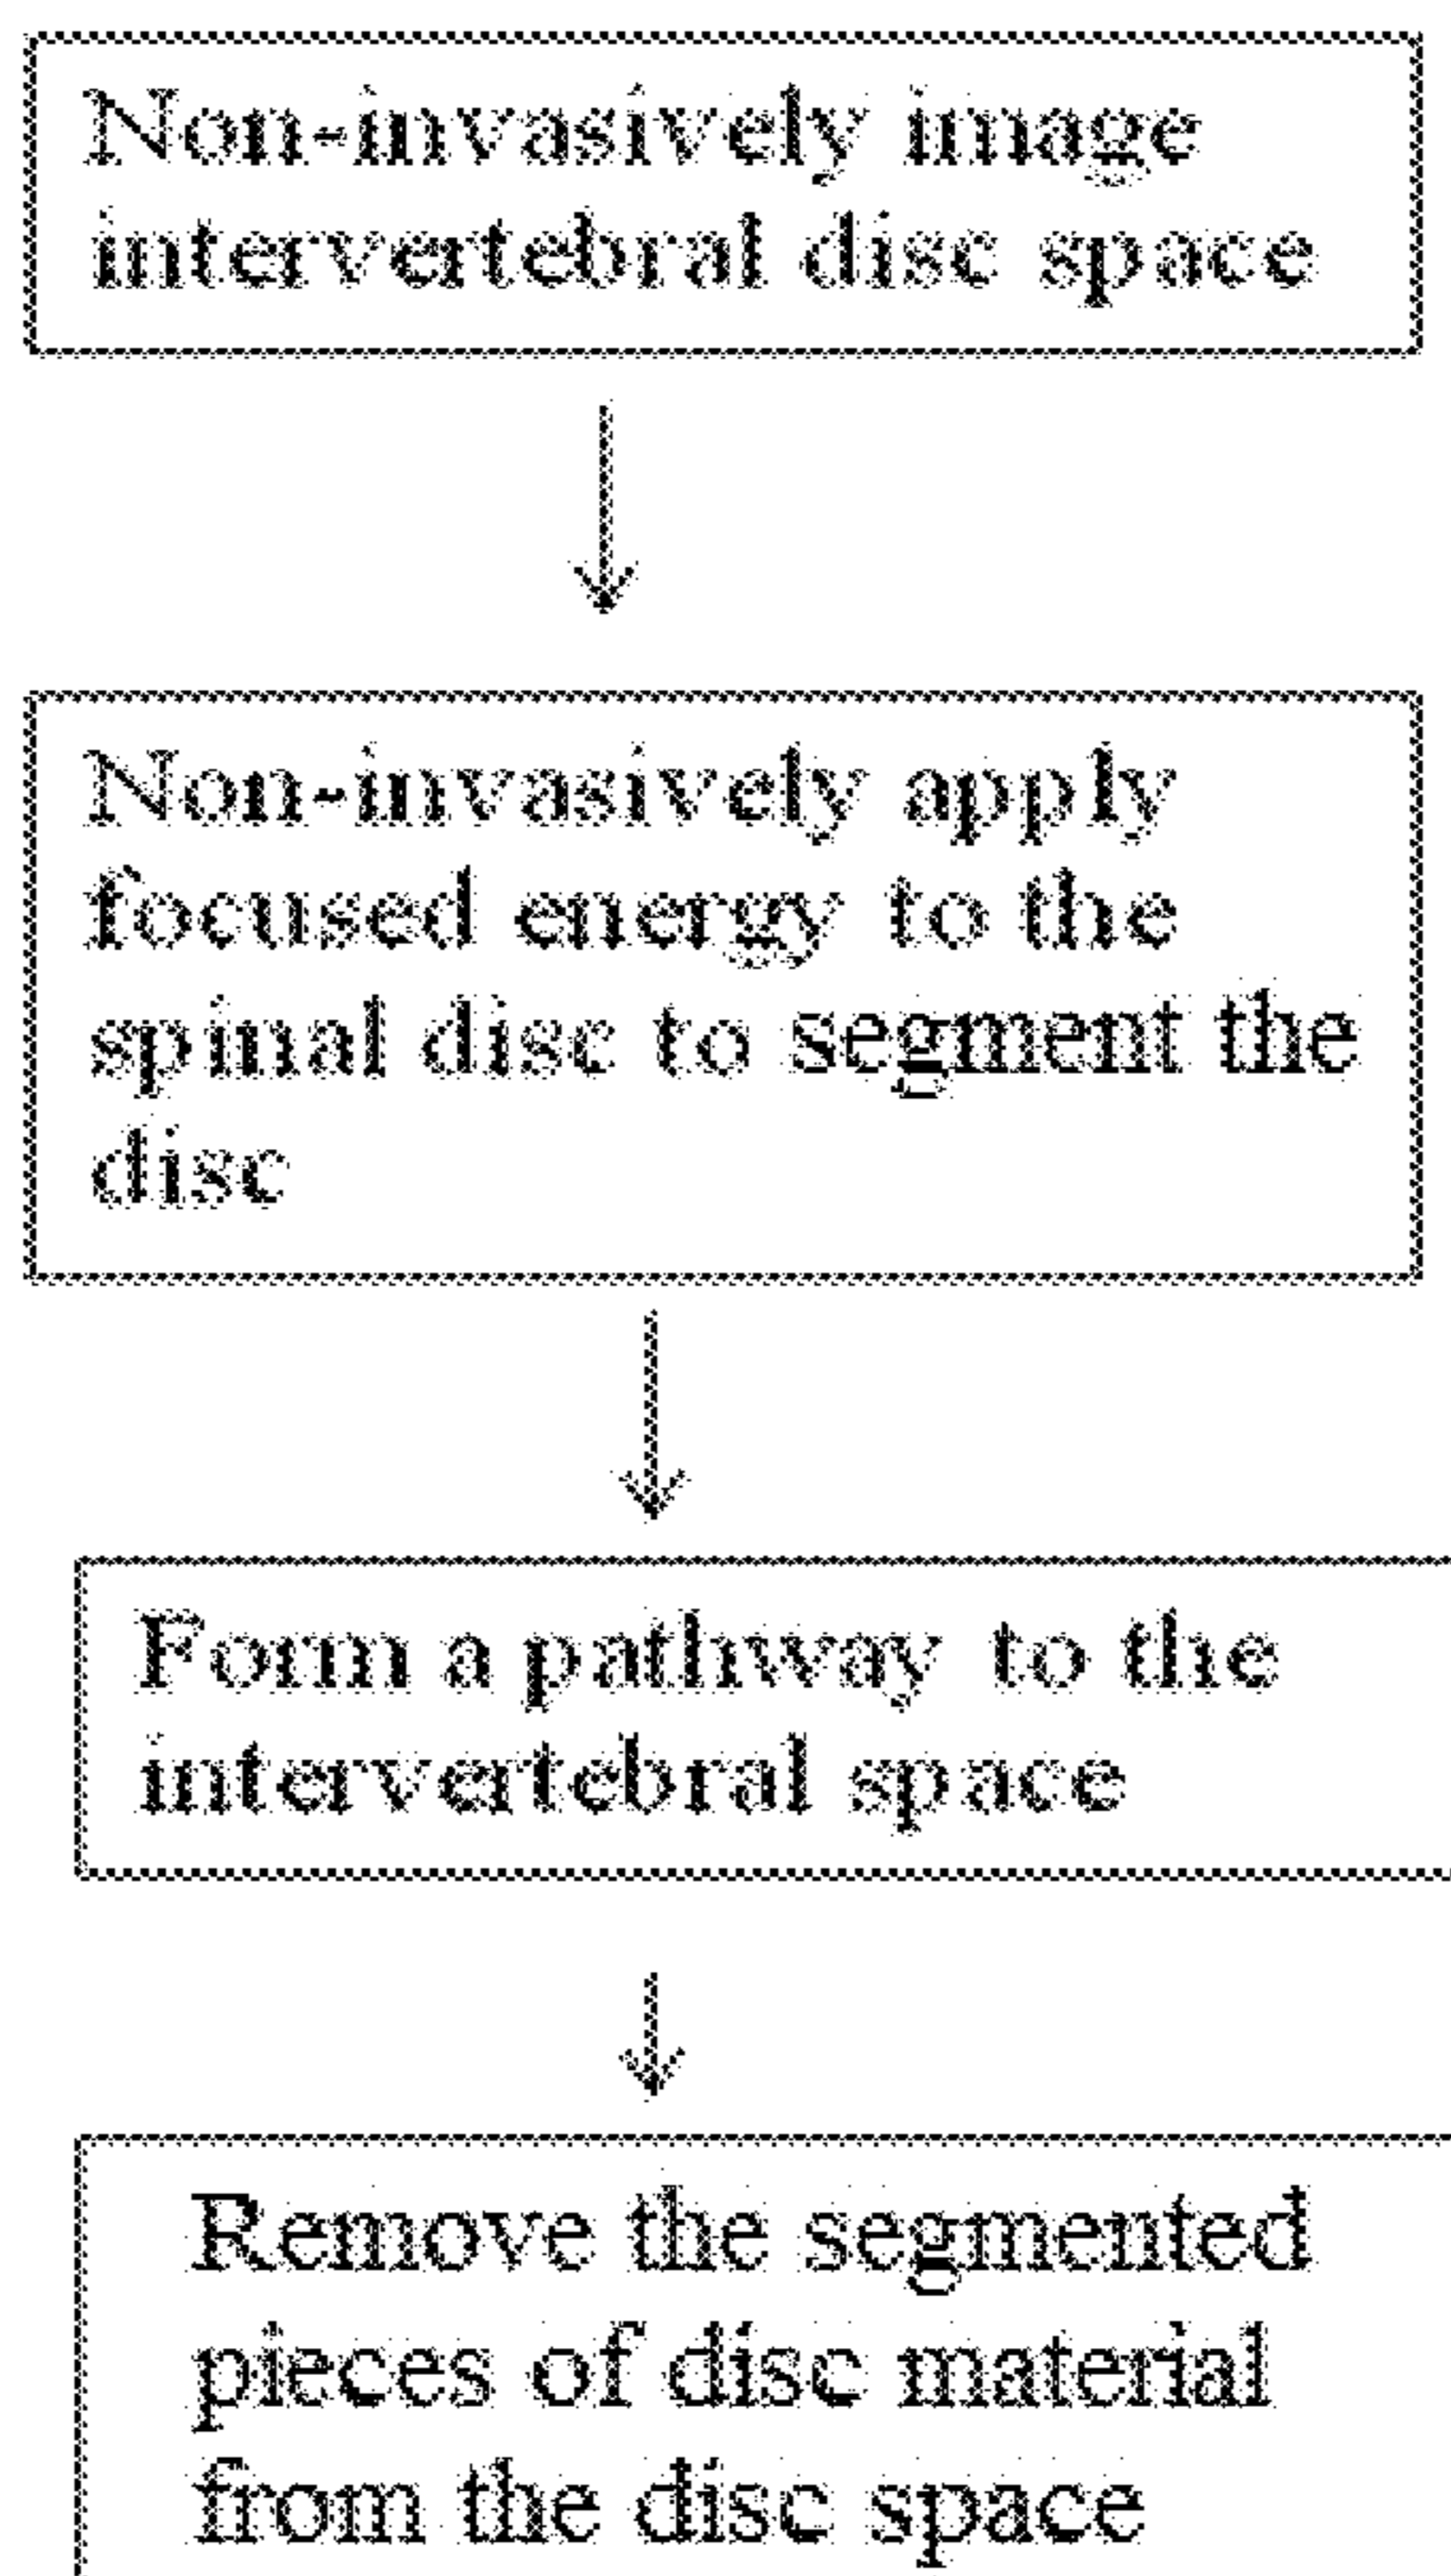 Non-invasively image
intervertebral disc space
Non-invasively apply
focused energy to the
spinal disc to segment the
disc
Form a pathway to the
intervertebral space
Remove the segmented
pieces of disc material
from the disc space